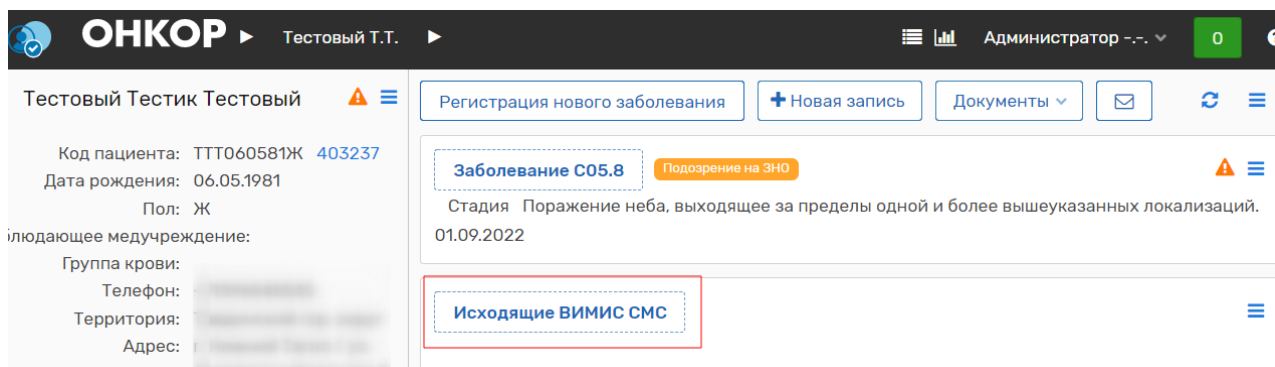 ОНКОР Тестовый Т.Т. Администратор -.-. 0
Тестовый Тестик Тестовый
Код пациента: ТТТ060581Ж 403237
Дата рождения: 06.05.1981
Пол: Ж
блюдающее медучреждение:
Группа крови:
Телефон:
Территория:
Адрес:
Регистрация нового заболевания + Новая запись Документы
Заболевание C05.8 Подозрение на ЗНО
Стадия Поражение неба, выходящее за пределы одной и более вышеуказанных локализаций.
01.09.2022
Исходящие ВИМИС СМС